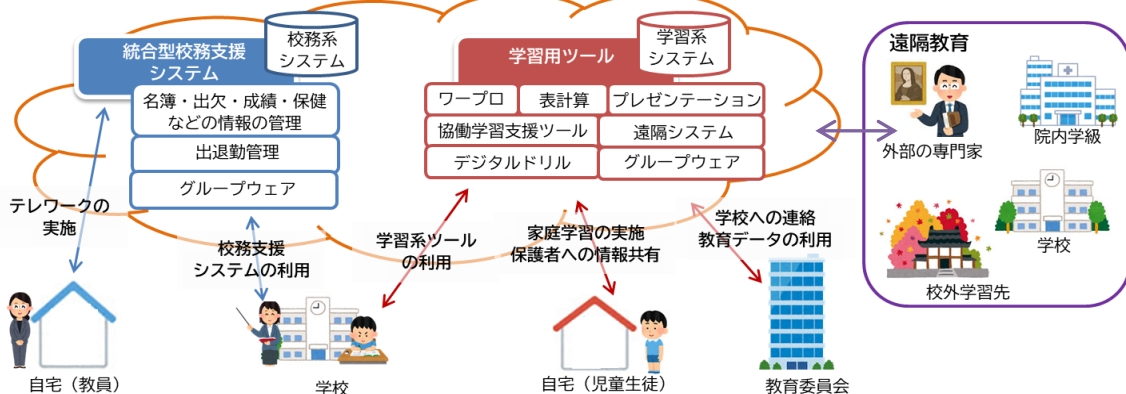 統合型校務支援
システム
校務系
システム
名簿・出欠・成績・保健
などの情報の管理
出退勤管理
グループウェア
学習用ツール
学習系
システム
ワープロ
表計算
プレゼンテーション
協働学習支援ツール
遠隔システム
デジタルドリル
グループウェア
遠隔教育
外部の専門家
院内学級
学校
校外学習先
テレワークの
実施
校務支援
システムの利用
学習系ツール
の利用
家庭学習の実施
保護者への情報共有
学校への連絡
教育データの利用
自宅（教員）
学校
自宅（児童生徒）
教育委員会